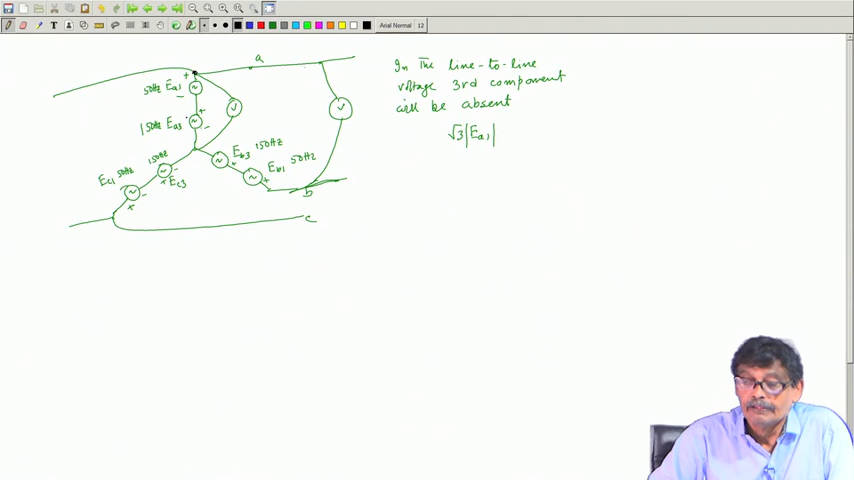 Arial Normal 12
a
+
50Hz Ea1
−
+
150Hz Ea3
−
V
V
Eb3 150Hz
+
Eb1 50Hz
+
b
Ec1 50Hz
150Hz
−
+ Ec3
−
+
c
In the line-to-line
voltage 3rd component
will be absent
√3|Ea1|